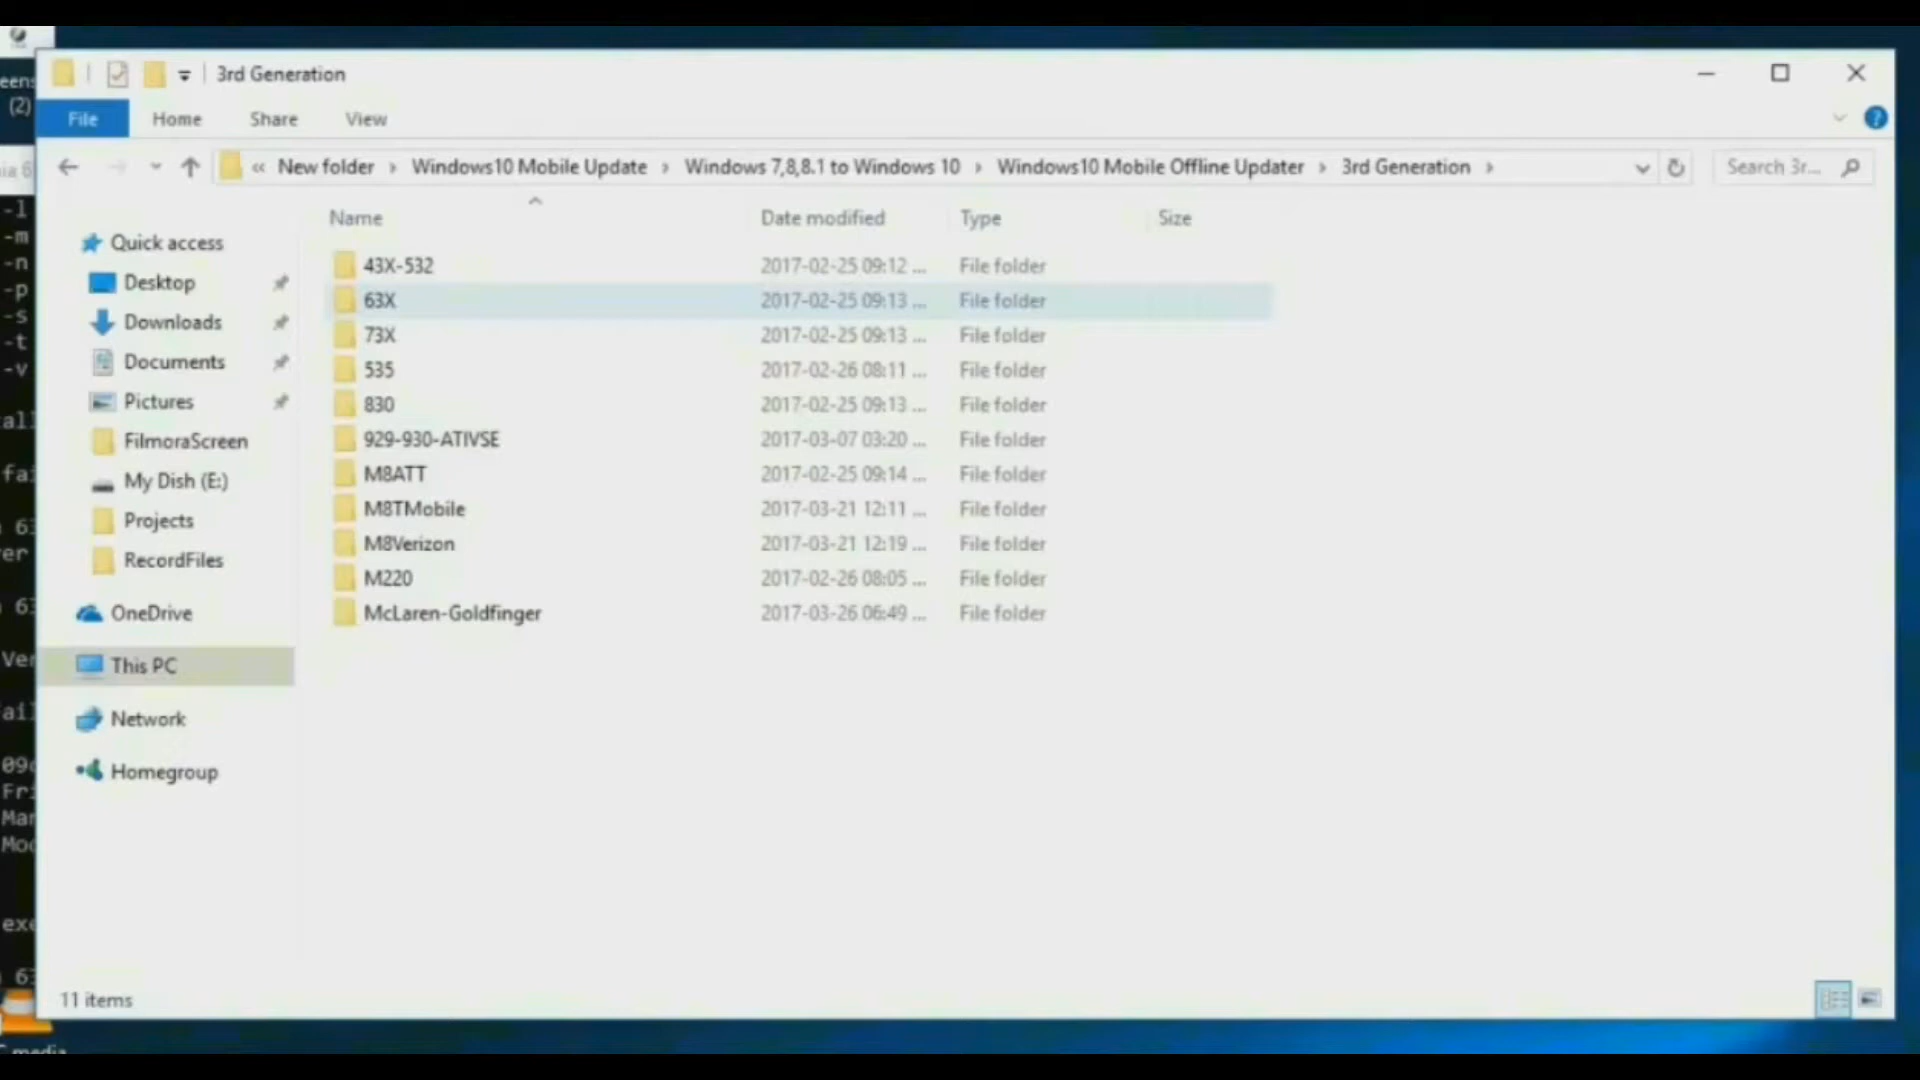 3rd Generation
File Home Share View
« New folder › Windows10 Mobile Update › Windows 7,8,8.1 to Windows 10 › Windows10 Mobile Offline Updater › 3rd Generation ›
Search 3r...
Name Date modified Type Size
43X-532 2017-02-25 09:12 ... File folder
63X 2017-02-25 09:13 ... File folder
73X 2017-02-25 09:13 ... File folder
535 2017-02-26 08:11 ... File folder
830 2017-02-25 09:13 ... File folder
929-930-ATIVSE 2017-03-07 03:20 ... File folder
M8ATT 2017-02-25 09:14 ... File folder
M8TMobile 2017-03-21 12:11 ... File folder
M8Verizon 2017-03-21 12:19 ... File folder
M220 2017-02-26 08:05 ... File folder
McLaren-Goldfinger 2017-03-26 06:49 ... File folder
Quick access
Desktop
Downloads
Documents
Pictures
FilmoraScreen
My Dish (E:)
Projects
RecordFiles
OneDrive
This PC
Network
Homegroup
11 items
(2)
-l
-m
-n
-p
-s
-t
-v